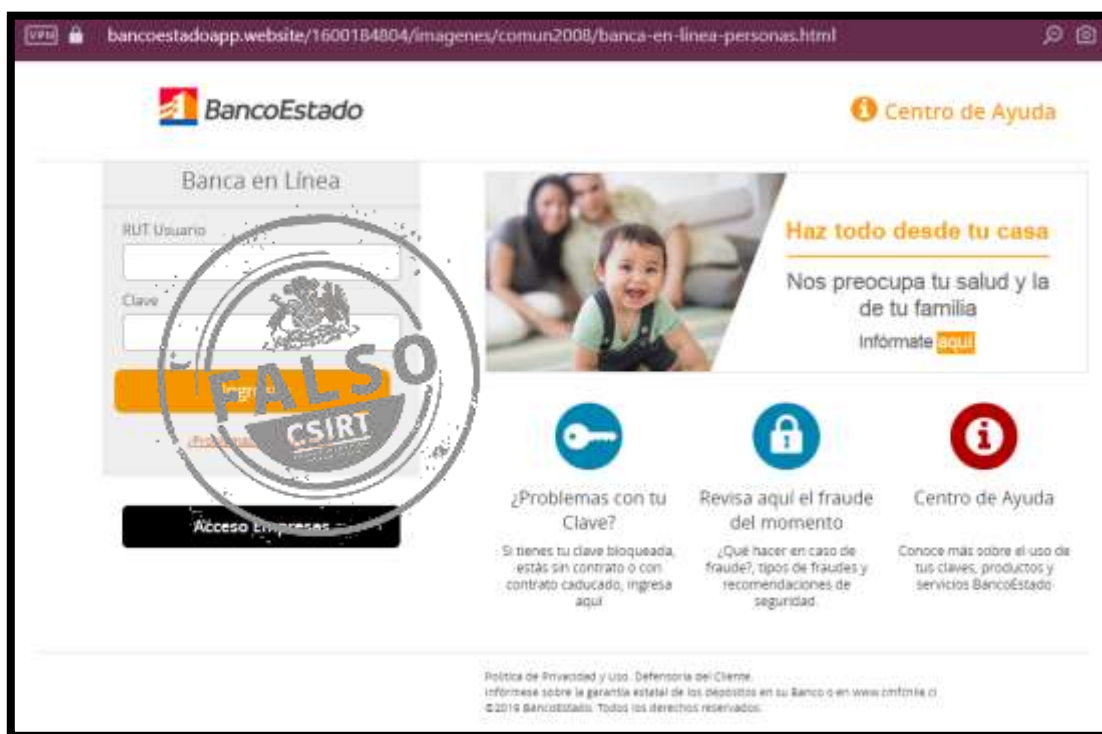 VPN
bancoestadoapp.website/1600184804/imagenes/comun2008/banca-en-linea-personas.html
BancoEstado
Centro de Ayuda
Banca en Línea
RUT Usuario
Clave
FALSO
CSIRT
Acceso Empresas
Haz todo desde tu casa
Nos preocupa tu salud y la
de tu familia
Infórmate aquí
¿Problemas con tu
Clave?
Si tienes tu clave bloqueada,
estás sin contrato o con
contrato caducado, ingresa
aquí
Revisa aquí el fraude
del momento
¿Qué hacer en caso de
fraude?, tipos de fraudes y
recomendaciones de
seguridad.
Centro de Ayuda
Conoce más sobre el uso de
tus claves, productos y
servicios BancoEstado
Política de Privacidad y Uso. Defensoría del Cliente.
Infórmese sobre la garantía estatal de los depósitos en su Banco o en www.cmfchile.cl
©2019 BancoEstado. Todos los derechos reservados.